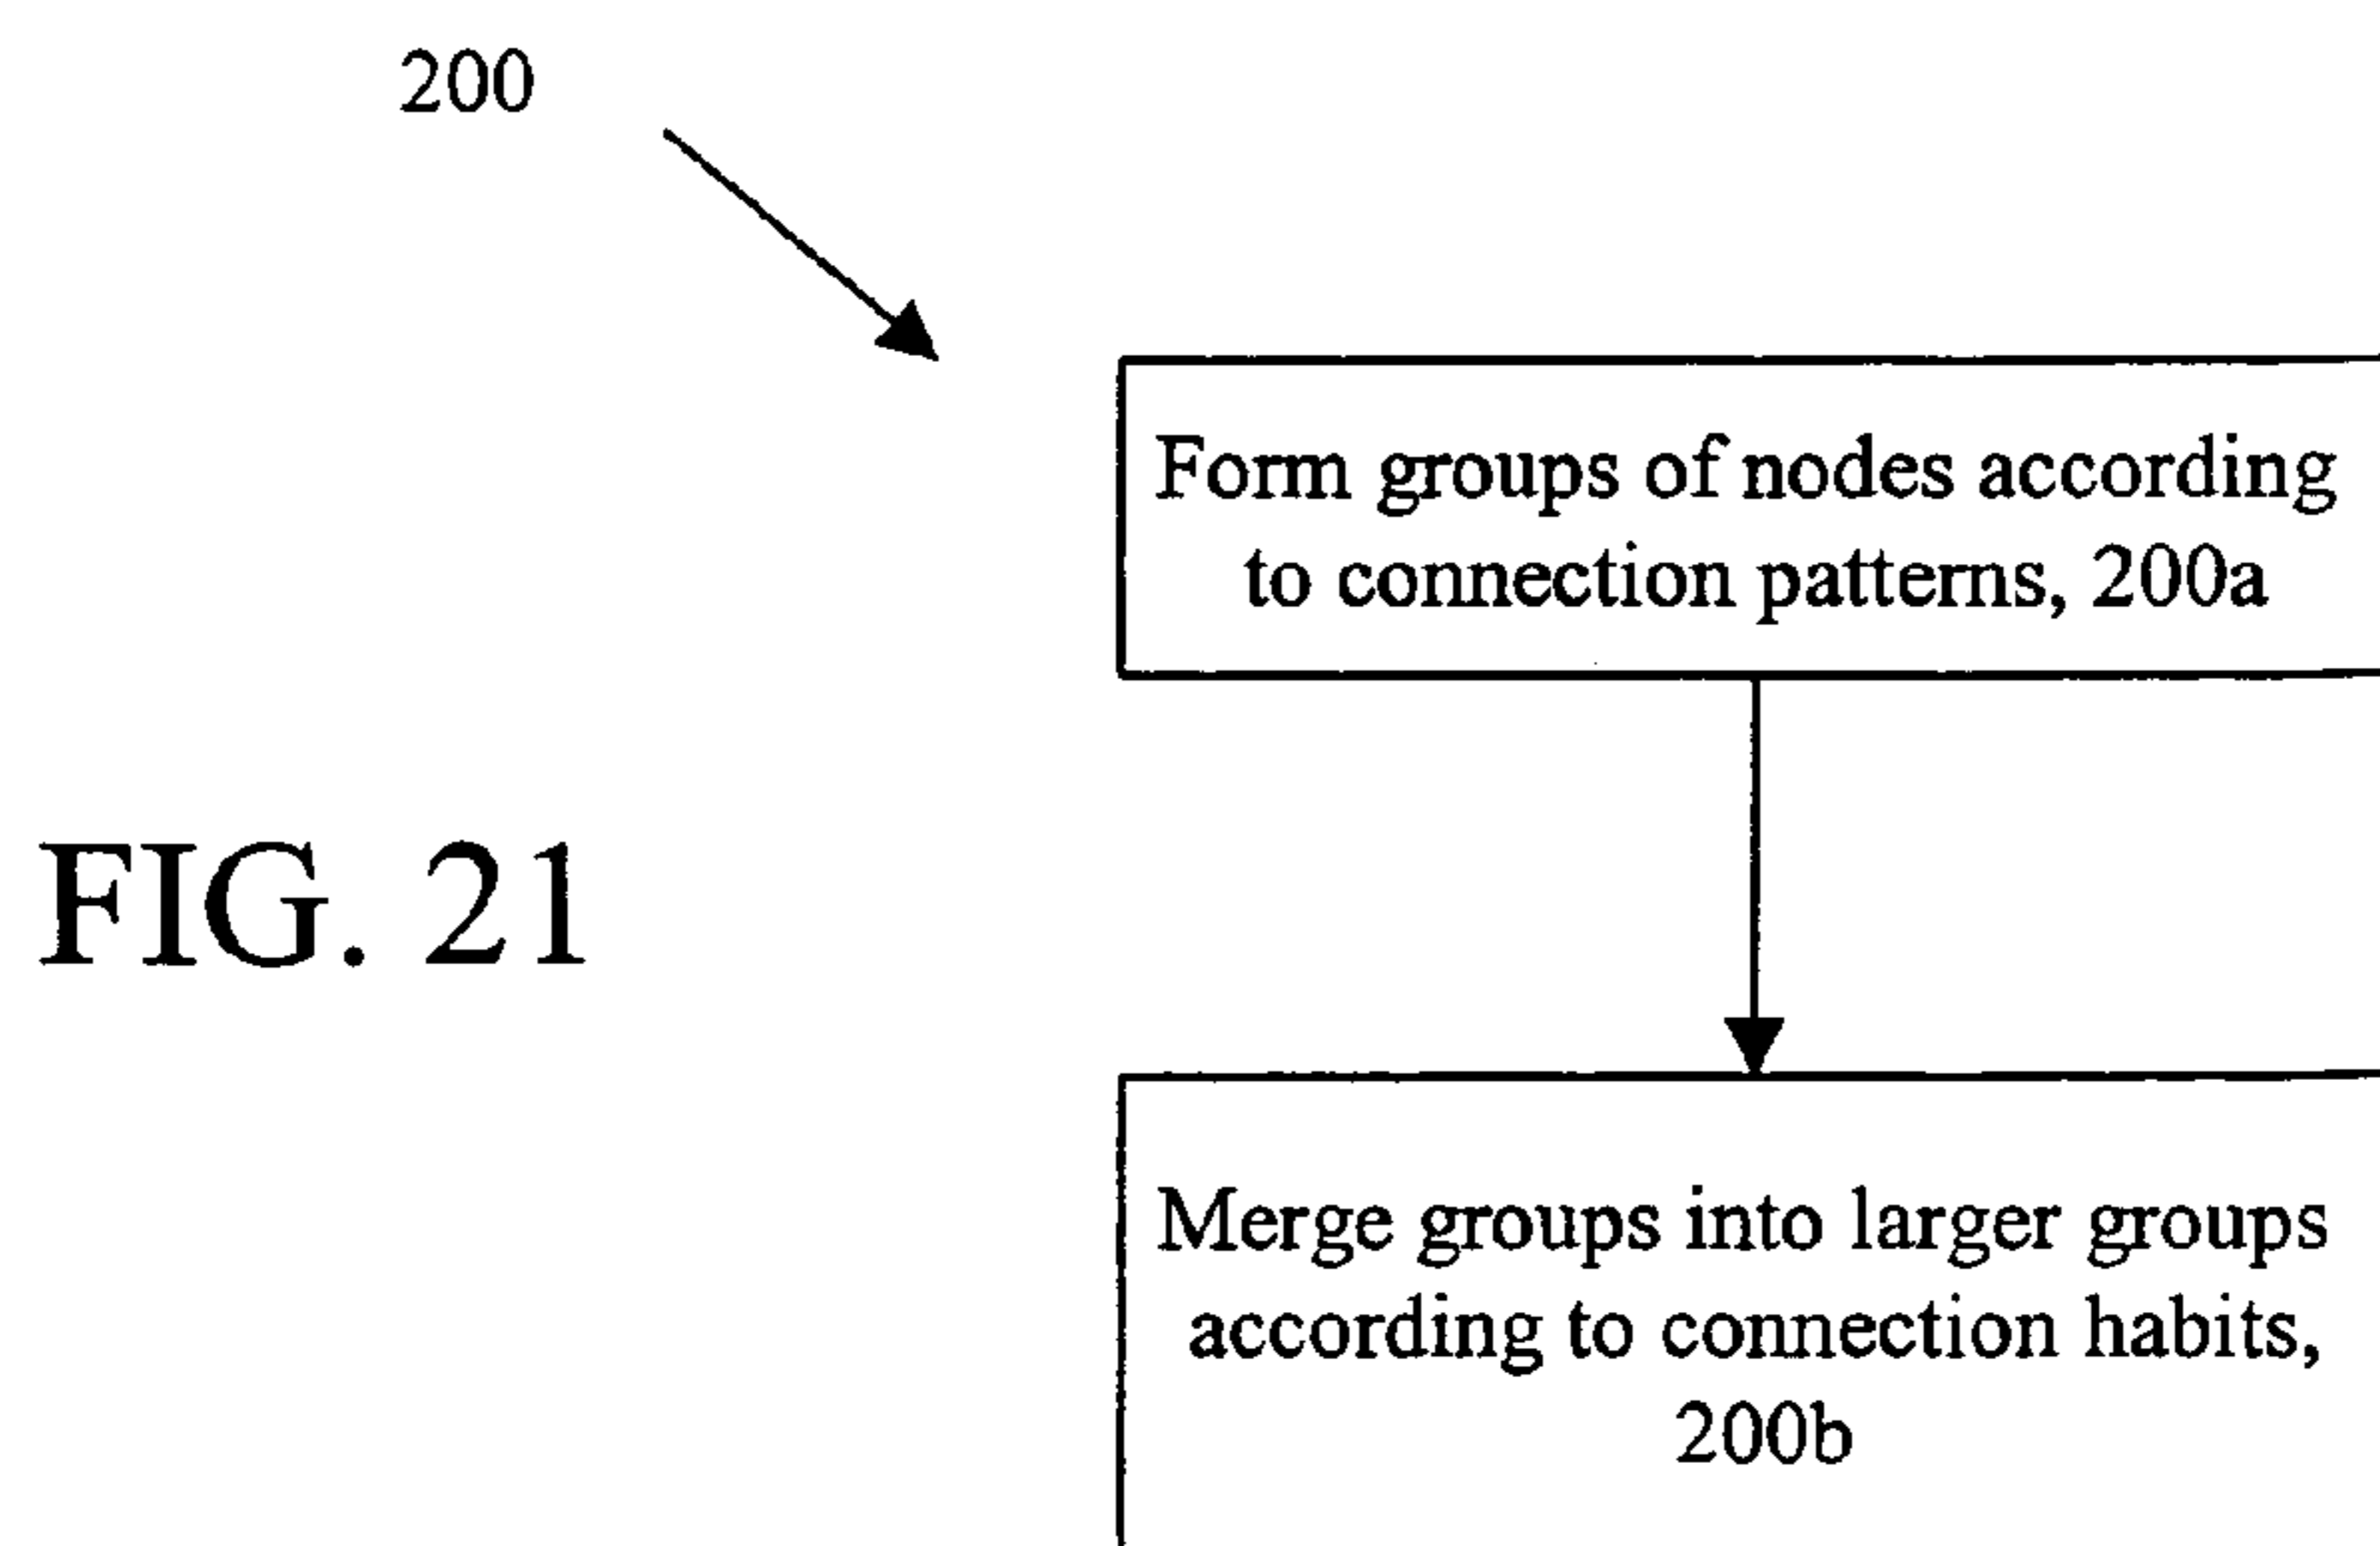 200
Form groups of nodes according
to connection patterns, 200a
FIG. 21
Merge groups into larger groups
according to connection habits,
200b